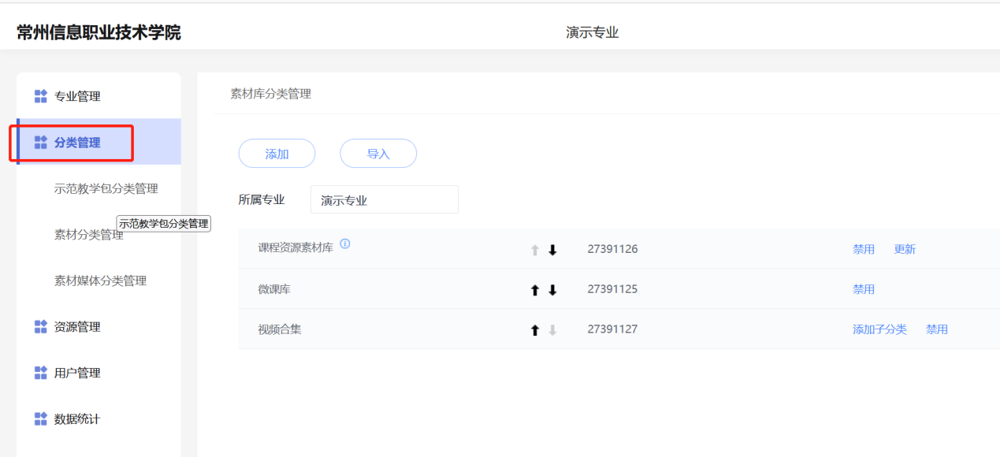 常州信息职业技术学院
演示专业
专业管理
分类管理
示范教学包分类管理
示范教学包分类管理
素材分类管理
素材媒体分类管理
资源管理
用户管理
数据统计
素材库分类管理
添加 导入
所属专业 演示专业
课程资源素材库 27391126 禁用 更新
微课库 27391125 禁用
视频合集 27391127 添加子分类 禁用